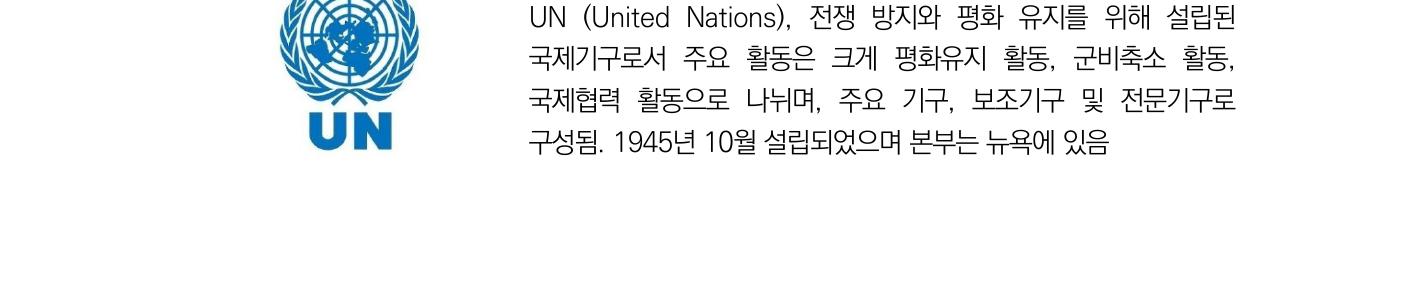 UN
UN (United Nations), 전쟁 방지와 평화 유지를 위해 설립된
국제기구로서 주요 활동은 크게 평화유지 활동, 군비축소 활동,
국제협력 활동으로 나뉘며, 주요 기구, 보조기구 및 전문기구로
구성됨. 1945년 10월 설립되었으며 본부는 뉴욕에 있음